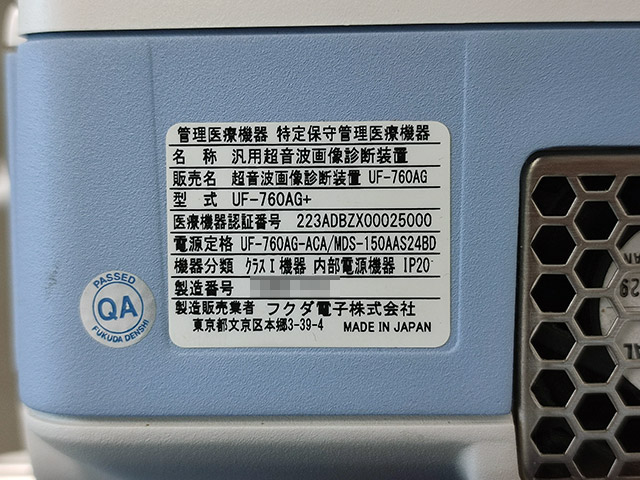 管理医療機器 特定保守管理医療機器
名 称 汎用超音波画像診断装置
販売名 超音波画像診断装置 UF-760AG
型 式 UF-760AG+
医療機器認証番号 223ADBZX00025000
電源定格 UF-760AG-ACA/MDS-150AAS24BD
機器分類 クラスⅠ機器 内部電源機器 IP20
製造番号
製造販売業者 フクダ電子株式会社
東京都文京区本郷3-39-4 MADE IN JAPAN
PASSED
QA
FUKUDA DENSHI
29